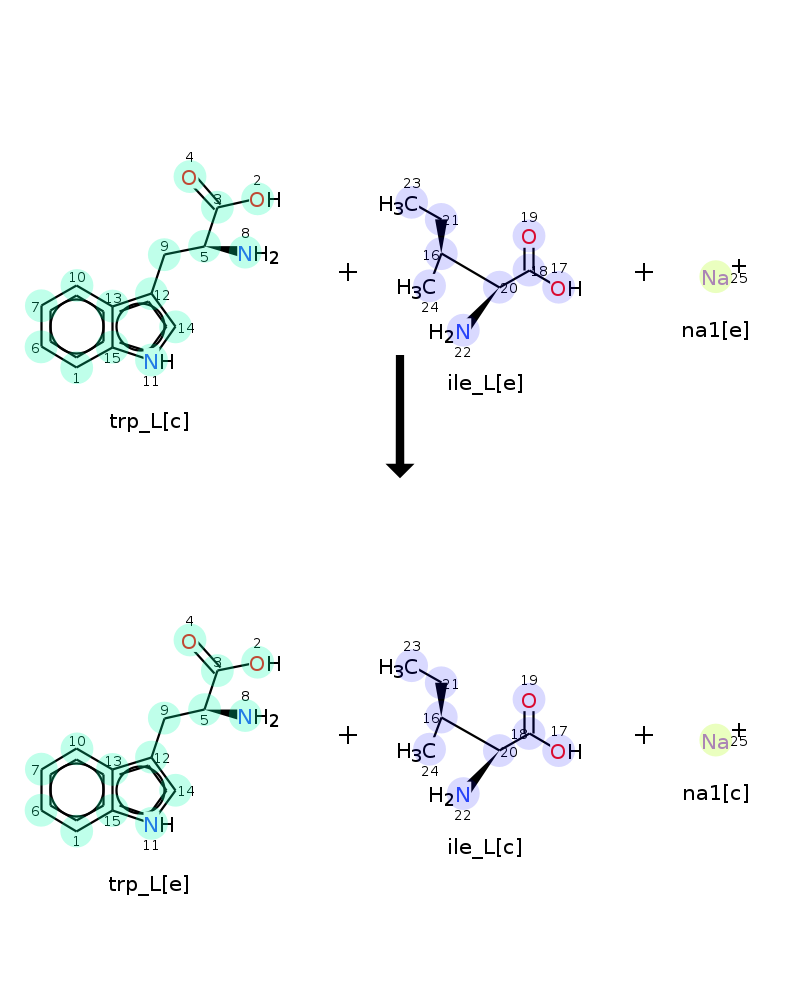 4
3
2
OH
O
8
NH2
5
9
10
13
12
7
14
6
15
NH
11
1
trp_L[c]
+
23
H3C
21
19
O
16
18
17
OH
H3C
24
20
H2N
22
ile_L[e]
+
Na+
25
na1[e]
4
3
2
OH
O
8
NH2
5
9
10
13
12
7
14
6
15
NH
11
1
trp_L[e]
+
23
H3C
21
19
O
16
18
17
OH
H3C
24
20
H2N
22
ile_L[c]
+
Na+
25
na1[c]